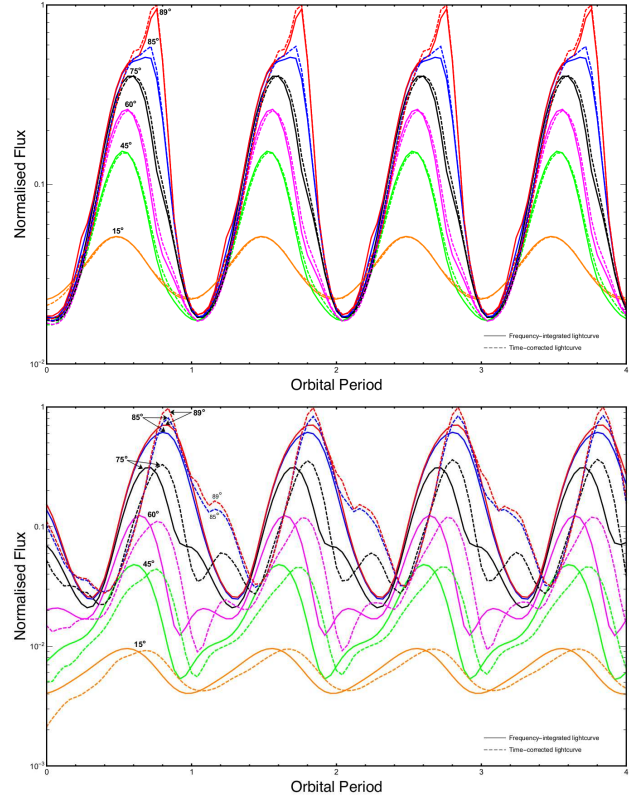 1
89°
85°
75°
60°
0.1
45°
15°
Normalised Flux
10⁻²
Frequency−integrated lightcurve
Time−corrected lightcurve
0 1 2 3 4
Orbital Period
1
89°
85°
75°
89°
85°
60°
0.1
45°
15°
Normalised Flux
10⁻²
10⁻³
Frequency−integrated lightcurve
Time−corrected lightcurve
0 1 2 3 4
Orbital Period